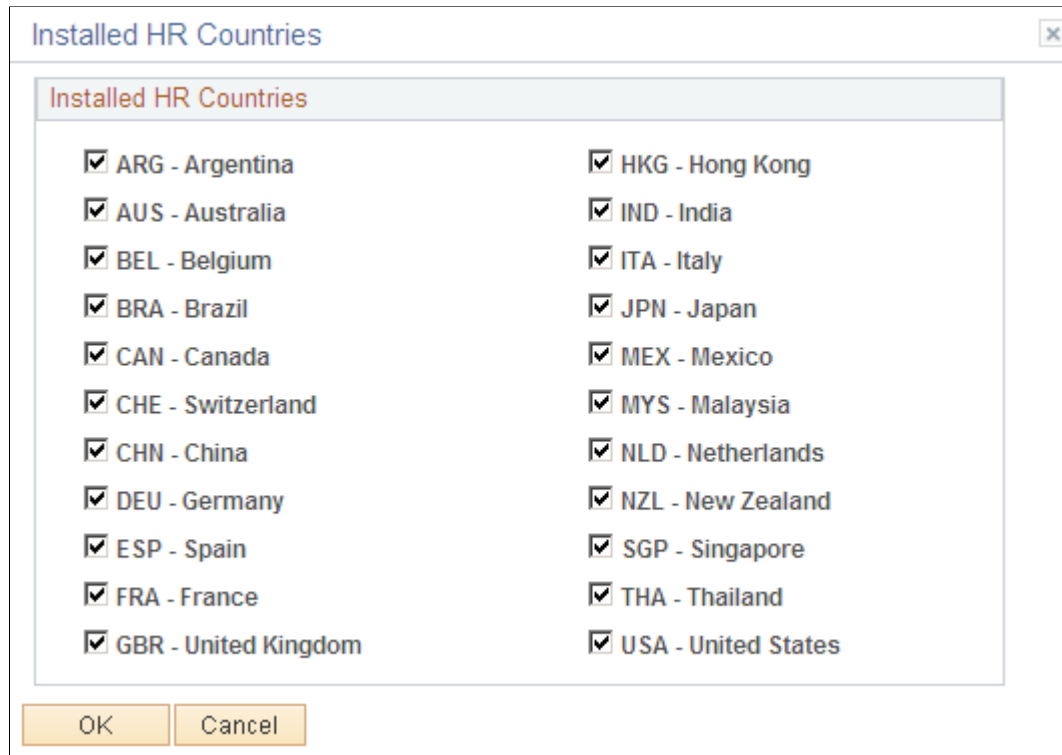 Installed HR Countries
Installed HR Countries
ARG - Argentina
AUS - Australia
BEL - Belgium
BRA - Brazil
CAN - Canada
CHE - Switzerland
CHN - China
DEU - Germany
ESP - Spain
FRA - France
GBR - United Kingdom
HKG - Hong Kong
IND - India
ITA - Italy
JPN - Japan
MEX - Mexico
MYS - Malaysia
NLD - Netherlands
NZL - New Zealand
SGP - Singapore
THA - Thailand
USA - United States
OK
Cancel